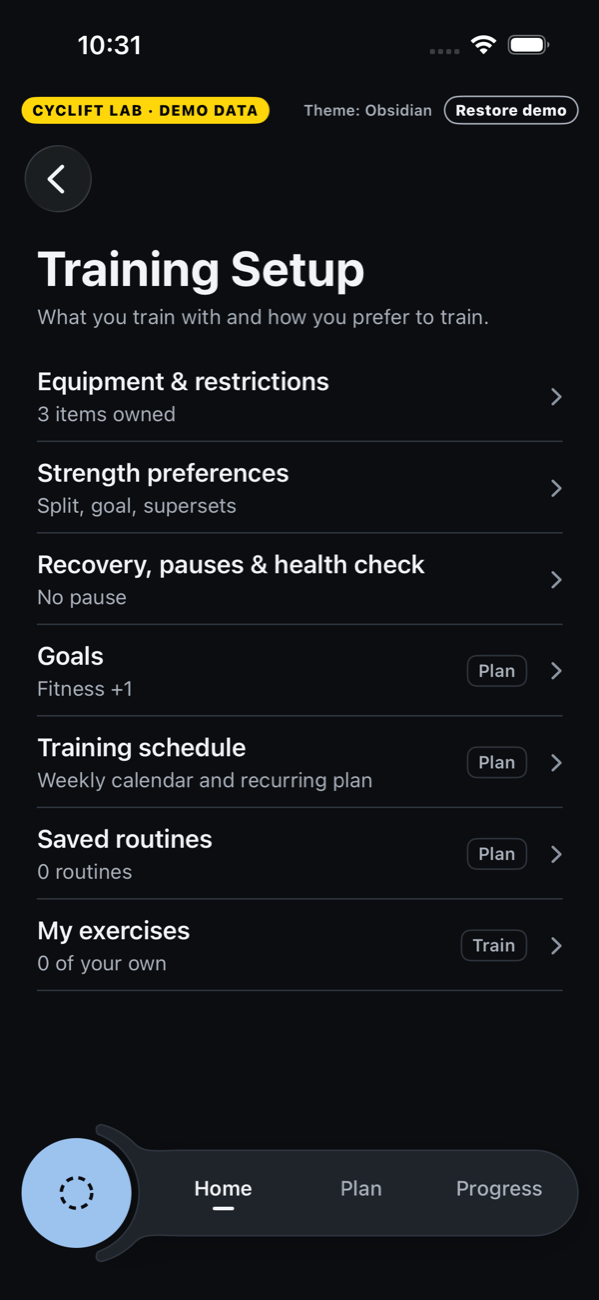 10:31
CYCLIFT LAB · DEMO DATA
Theme: Obsidian
Restore demo
Training Setup
What you train with and how you prefer to train.
Equipment & restrictions
3 items owned
Strength preferences
Split, goal, supersets
Recovery, pauses & health check
No pause
Goals
Fitness +1
Plan
Training schedule
Weekly calendar and recurring plan
Plan
Saved routines
0 routines
Plan
My exercises
0 of your own
Train
Home
Plan
Progress